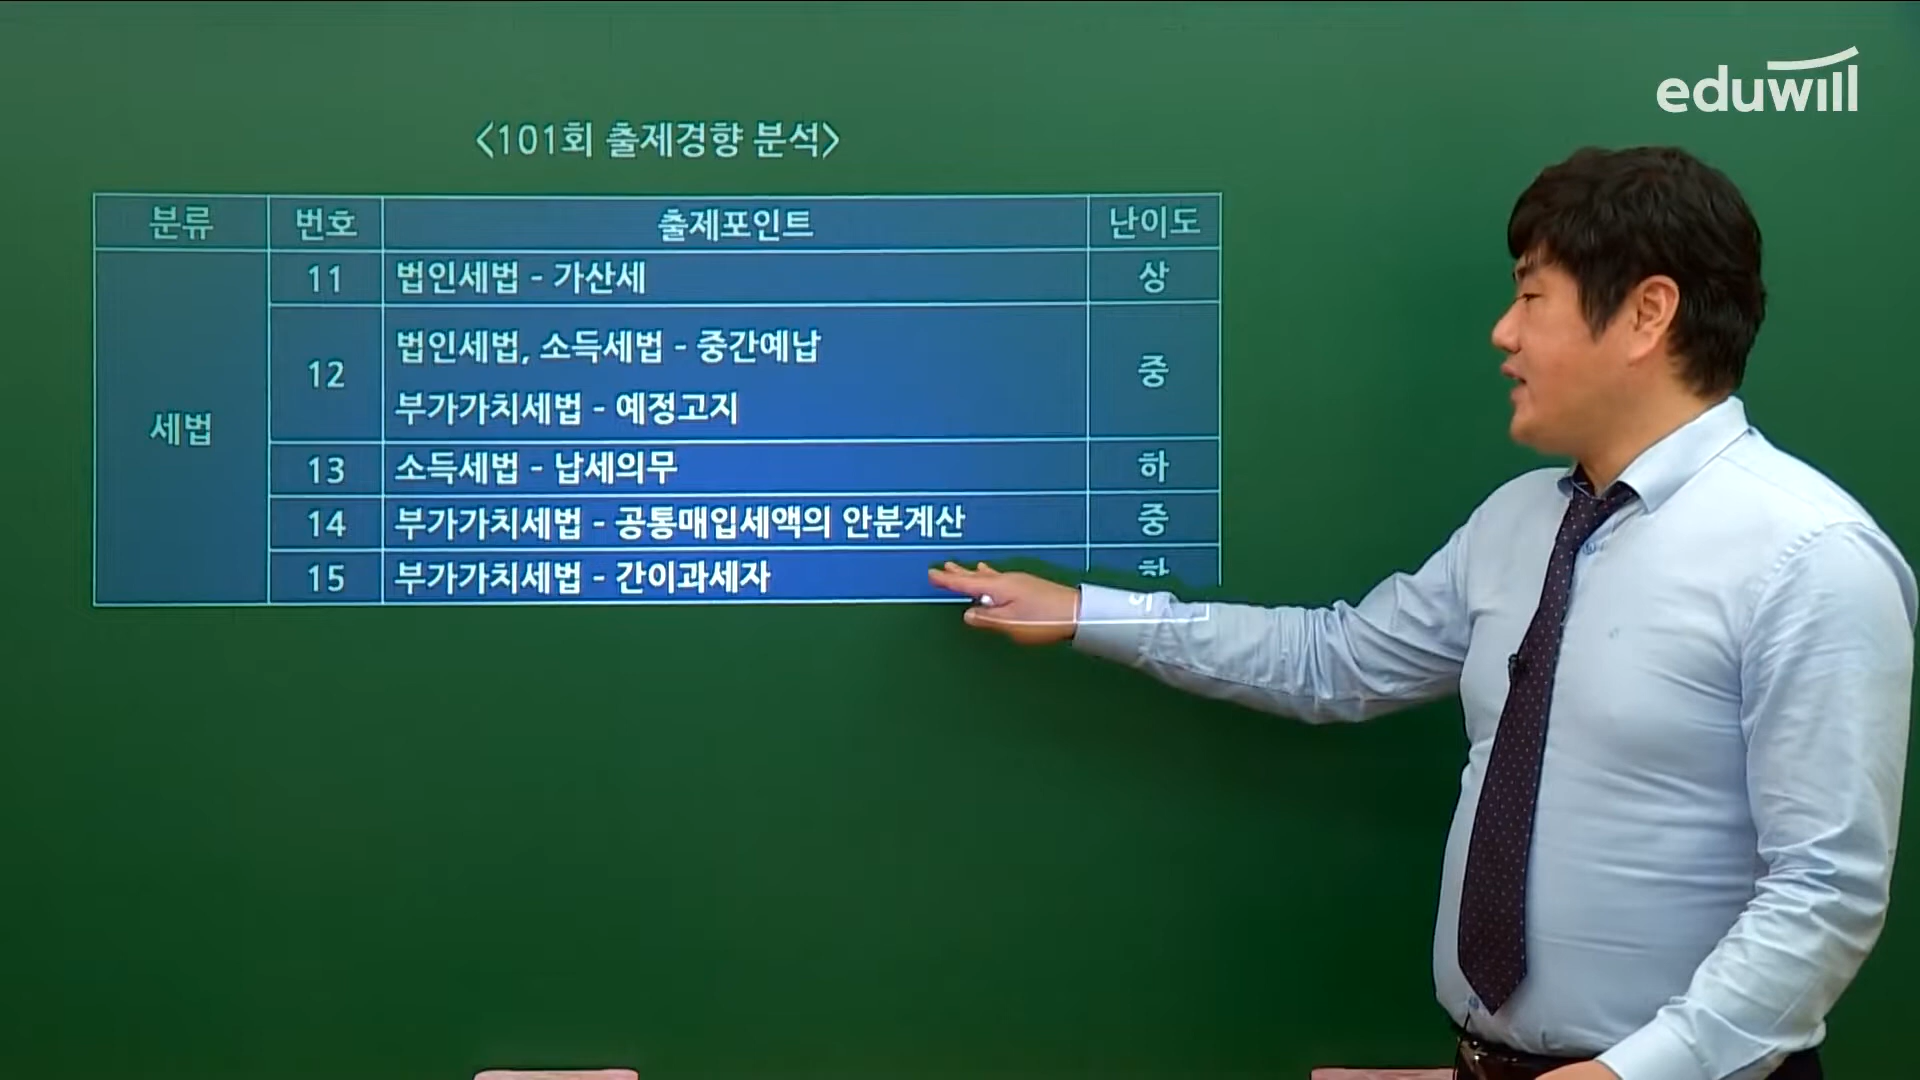 eduwill
<101회 출제경향 분석>
분류 번호 출제포인트 난이도
세법
11 법인세법 - 가산세 상
12 법인세법, 소득세법 - 중간예납 중
부가가치세법 - 예정고지
13 소득세법 - 납세의무 하
14 부가가치세법 - 공통매입세액의 안분계산 중
15 부가가치세법 - 간이과세자 하